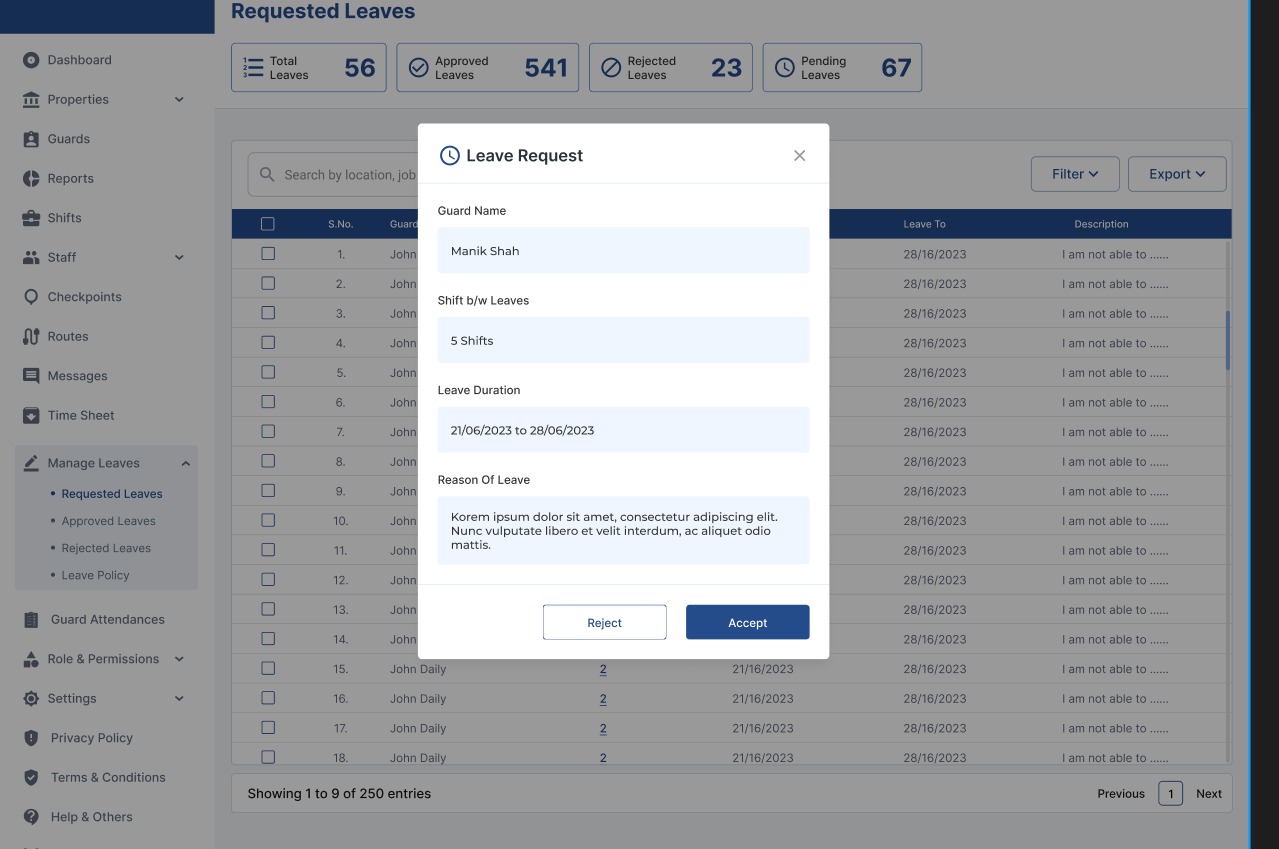 Requested Leaves
Dashboard
Properties
Guards
Reports
Shifts
Staff
Checkpoints
Routes
Messages
Time Sheet
Manage Leaves
• Requested Leaves
• Approved Leaves
• Rejected Leaves
• Leave Policy
Guard Attendances
Role & Permissions
Settings
Privacy Policy
Terms & Conditions
Help & Others
Total
Leaves
56
Approved
Leaves
541
Rejected
Leaves
23
Pending
Leaves
67
Search by location, job
Filter
Export
S.No. Guard Leave To Description
1. John 28/16/2023 I am not able to ......
2. John 28/16/2023 I am not able to ......
3. John 28/16/2023 I am not able to ......
4. John 28/16/2023 I am not able to ......
5. John 28/16/2023 I am not able to ......
6. John 28/16/2023 I am not able to ......
7. John 28/16/2023 I am not able to ......
8. John 28/16/2023 I am not able to ......
9. John 28/16/2023 I am not able to ......
10. John 28/16/2023 I am not able to ......
11. John 28/16/2023 I am not able to ......
12. John 28/16/2023 I am not able to ......
13. John 28/16/2023 I am not able to ......
14. John 28/16/2023 I am not able to ......
15. John Daily 2 21/16/2023 28/16/2023 I am not able to ......
16. John Daily 2 21/16/2023 28/16/2023 I am not able to ......
17. John Daily 2 21/16/2023 28/16/2023 I am not able to ......
18. John Daily 2 21/16/2023 28/16/2023 I am not able to ......
Showing 1 to 9 of 250 entries
Previous 1 Next
Leave Request
Guard Name
Manik Shah
Shift b/w Leaves
5 Shifts
Leave Duration
21/06/2023 to 28/06/2023
Reason Of Leave
Korem ipsum dolor sit amet, consectetur adipiscing elit.
Nunc vulputate libero et velit interdum, ac aliquet odio
mattis.
Reject
Accept